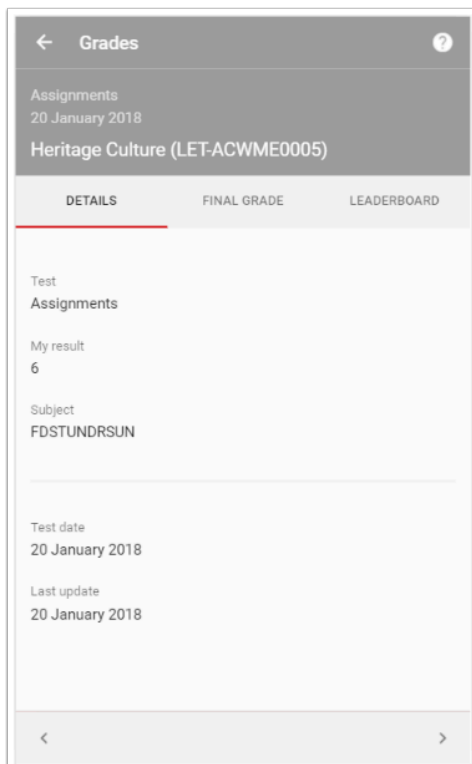 Grades
Assignments
20 January 2018
Heritage Culture (LET-ACWME0005)
DETAILS FINAL GRADE LEADERBOARD
Test
Assignments
My result
6
Subject
FDSTUNDRSUN
Test date
20 January 2018
Last update
20 January 2018